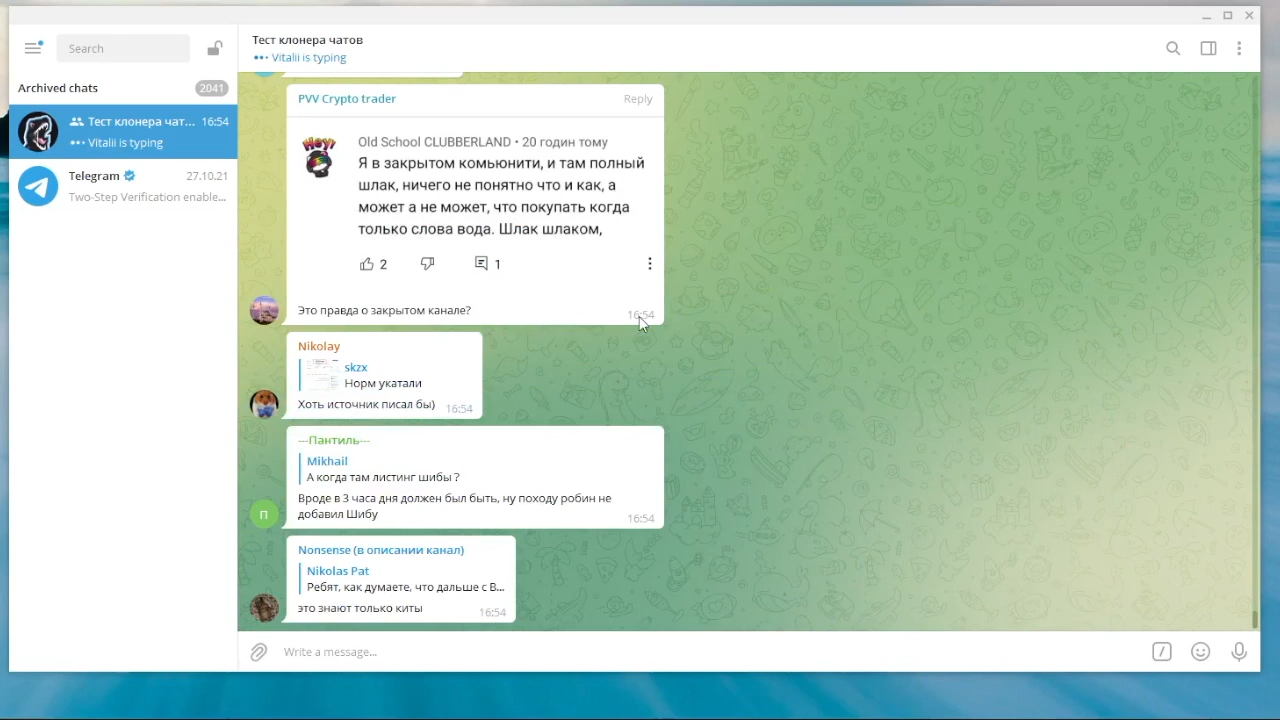 Search
Archived chats
2041
Тест клонера чат...
16:54
Vitalii is typing
Telegram
27.10.21
Two-Step Verification enable...
Тест клонера чатов
Vitalii is typing
PVV Crypto trader
Reply
HEY!
Old School CLUBBERLAND • 20 годин тому
Я в закрытом комьюнити, и там полный
шлак, ничего не понятно что и как, а
может а не может, что покупать когда
только слова вода. Шлак шлаком,
2
1
Это правда о закрытом канале?
16:54
Nikolay
skzx
Норм укатали
Хоть источник писал бы)
16:54
---Пантиль---
Mikhail
А когда там листинг шибы ?
Вроде в 3 часа дня должен был быть, ну походу робин не
добавил Шибу
16:54
П
Nonsense (в описании канал)
Nikolas Pat
Ребят, как думаете, что дальше с B...
это знают только киты
16:54
Write a message...